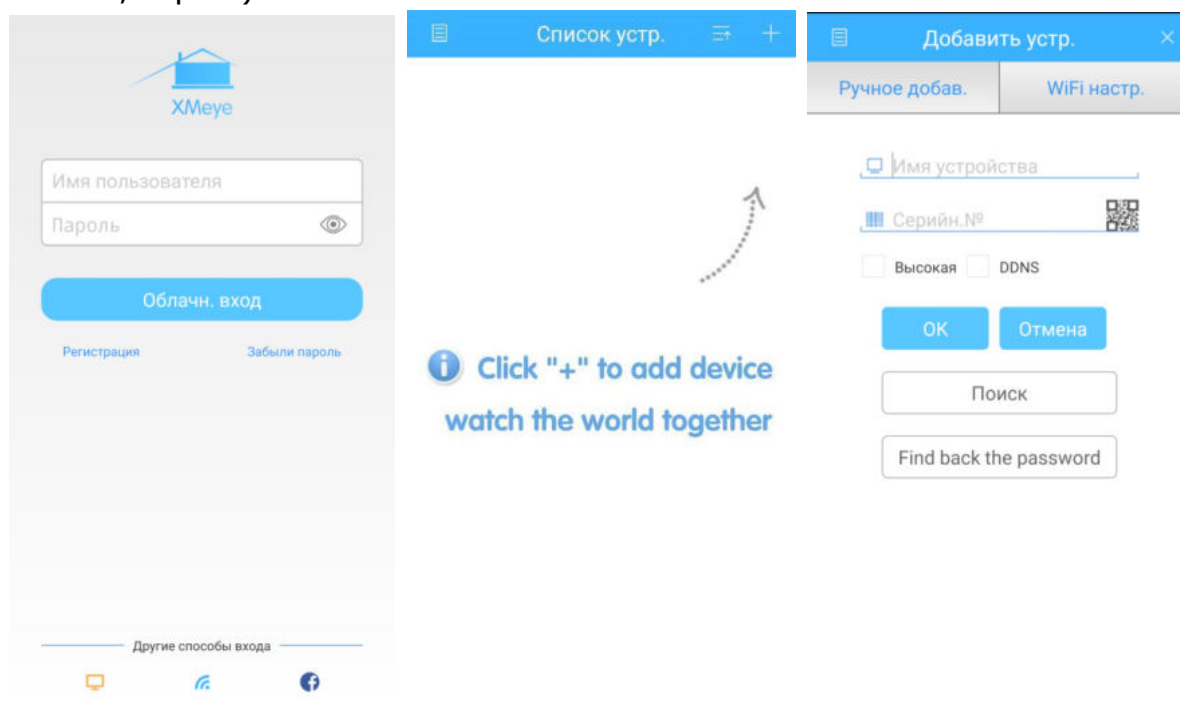 XMeye
Имя пользователя
Пароль
Облачн. вход
Регистрация
Забыли пароль
Другие способы входа
Список устр.
Click "+" to add device
watch the world together
Добавить устр.
Ручное добав.
WiFi настр.
Имя устройства
Серийн.№
Высокая
DDNS
OK
Отмена
Поиск
Find back the password